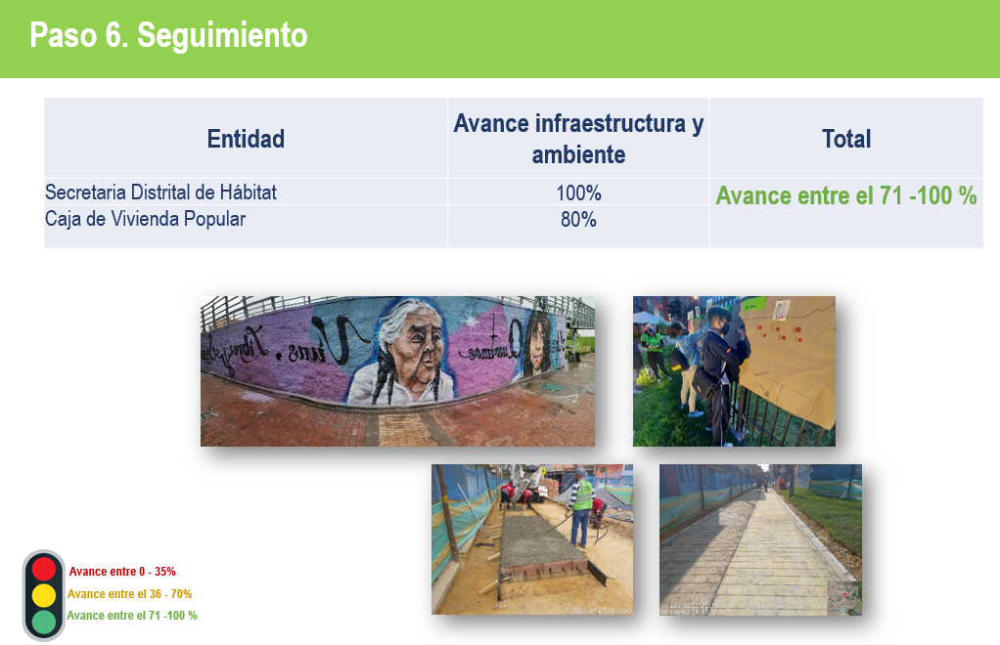 Paso 6. Seguimiento
Entidad
Avance infraestructura y
ambiente
Total
Secretaria Distrital de Hábitat
100%
Avance entre el 71 -100 %
Caja de Vivienda Popular
80%
Avance entre 0 - 35%
Avance entre el 36 - 70%
Avance entre el 71 -100 %